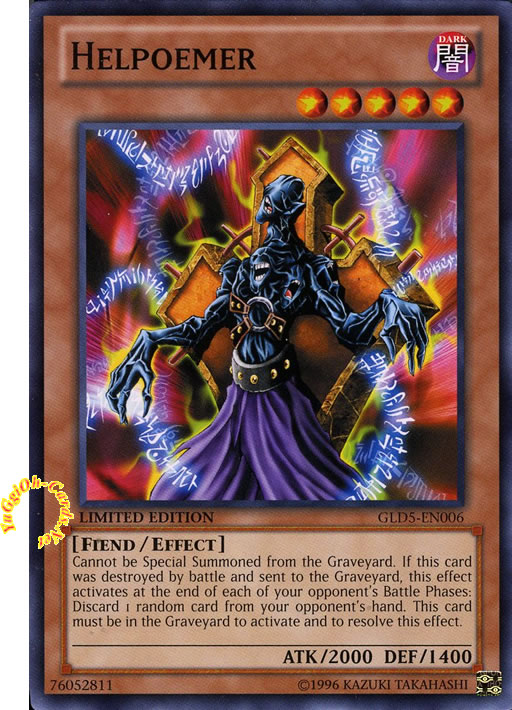 HELPOEMER
DARK
闇
LIMITED EDITION
GLD5-EN006
[FIEND / EFFECT]
Cannot be Special Summoned from the Graveyard. If this card
was destroyed by battle and sent to the Graveyard, this effect
activates at the end of each of your opponent's Battle Phases:
Discard 1 random card from your opponent's hand. This card
must be in the Graveyard to activate and to resolve this effect.
ATK/2000 DEF/1400
76052811
©1996 KAZUKI TAKAHASHI
YuGeiOh-Cards.Net